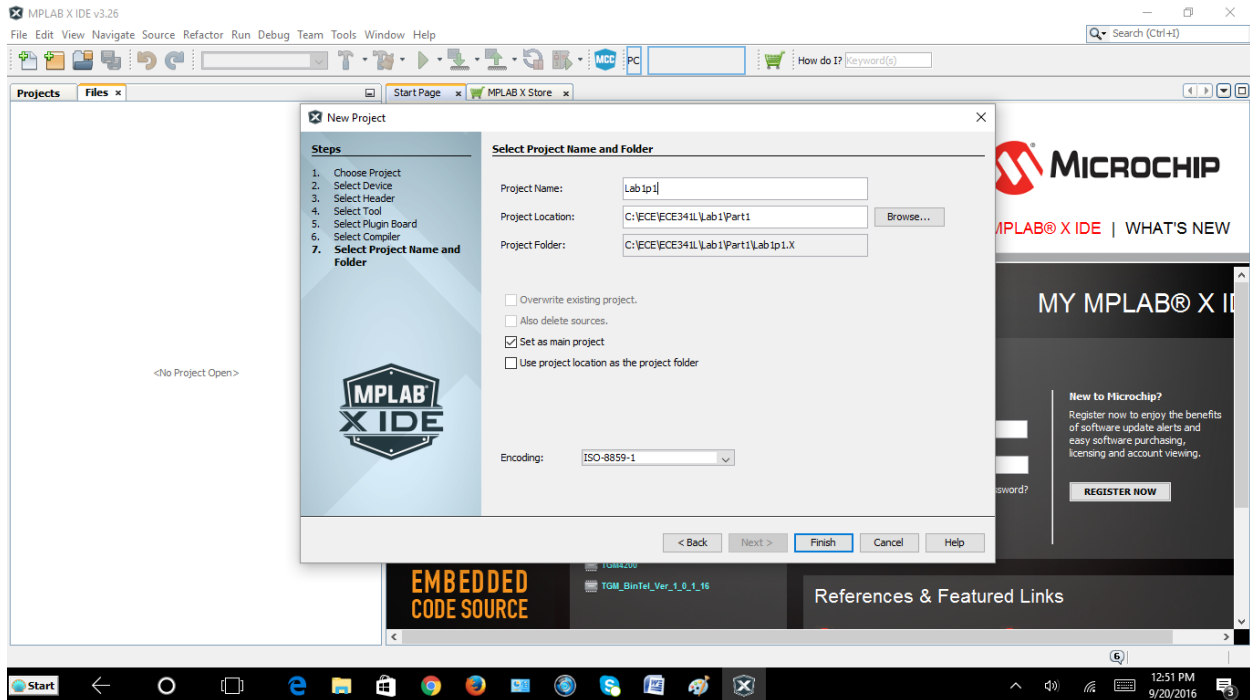 MPLAB X IDE v3.26
File Edit View Navigate Source Refactor Run Debug Team Tools Window Help
Search (Ctrl+I)
MCC PC How do I? Keyword(s)
Projects Files x Start Page x MPLAB X Store x
<No Project Open>
New Project
Steps
1. Choose Project
2. Select Device
3. Select Header
4. Select Tool
5. Select Plugin Board
6. Select Compiler
7. Select Project Name and
Folder
MPLAB®
X IDE
Select Project Name and Folder
Project Name: Lab1p1
Project Location: C:\ECE\ECE341L\Lab1\Part1 Browse...
Project Folder: C:\ECE\ECE341L\Lab1\Part1\Lab1p1.X
Overwrite existing project.
Also delete sources.
Set as main project
Use project location as the project folder
Encoding: ISO-8859-1
< Back Next > Finish Cancel Help
MICROCHIP
MPLAB® X IDE | WHAT'S NEW
MY MPLAB® X ID
New to Microchip?
Register now to enjoy the benefits
of software update alerts and
easy software purchasing,
licensing and account viewing.
ssword?
REGISTER NOW
EMBEDDED
CODE SOURCE
TGM4200
TGM_BinTel_Ver_1_0_1_16
References & Featured Links
6
Start
12:51 PM
9/20/2016
3